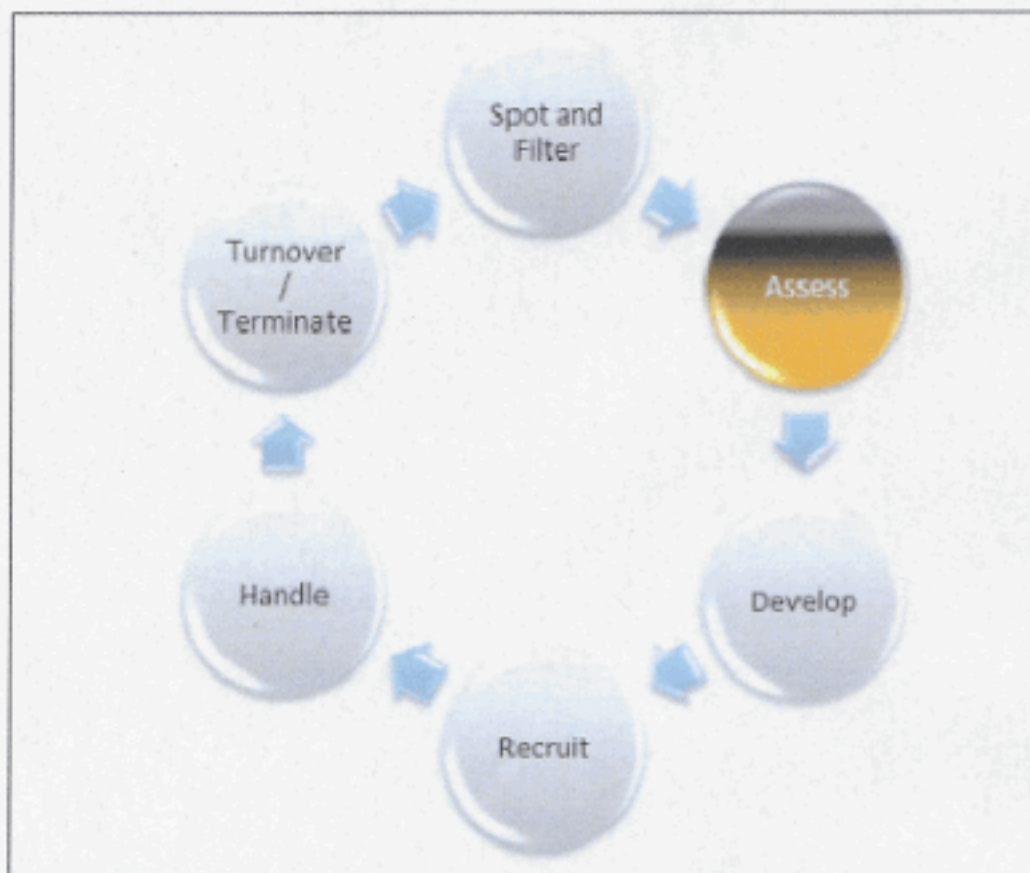 Spot and
Filter
Assess
Develop
Recruit
Handle
Turnover
/
Terminate